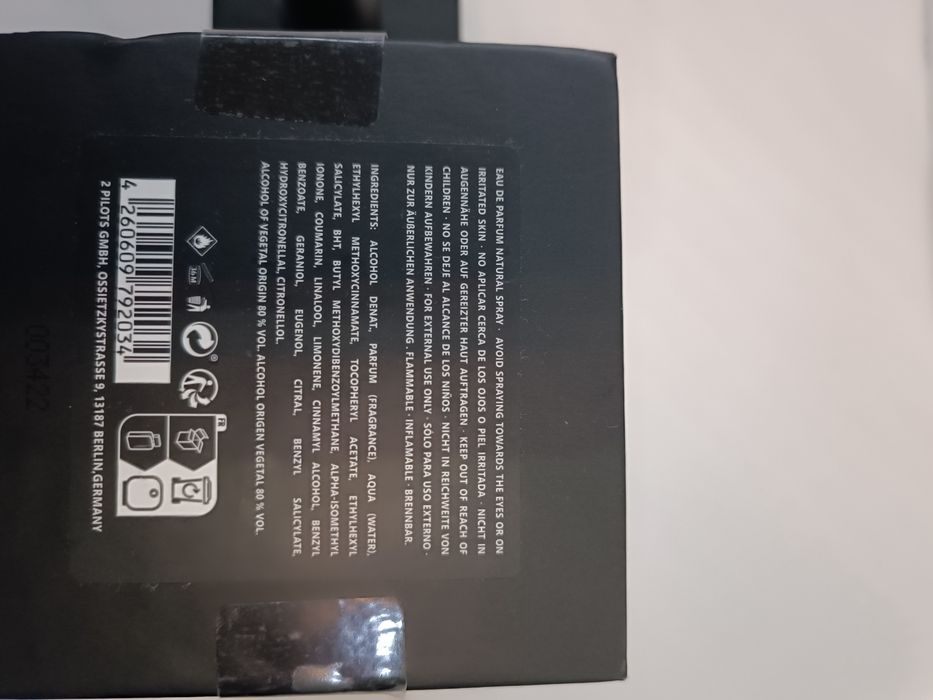 EAU DE PARFUM NATURAL SPRAY · AVOID SPRAYING TOWARDS THE EYES OR ON
IRRITATED SKIN · NO APLICAR CERCA DE LOS OJOS O PIEL IRRITADA · NICHT IN
AUGENNÄHE ODER AUF GEREIZTER HAUT AUFTRAGEN · KEEP OUT OF REACH OF
CHILDREN · NO SE DEJE AL ALCANCE DE LOS NIÑOS · NICHT IN REICHWEITE VON
KINDERN AUFBEWAHREN · FOR EXTERNAL USE ONLY · SÓLO PARA USO EXTERNO ·
NUR ZUR ÄUßERLICHEN ANWENDUNG . FLAMMABLE · INFLAMABLE · BRENNBAR.
INGREDIENTS: ALCOHOL DENAT, PARFUM (FRAGRANCE), AQUA (WATER),
ETHYLHEXYL METHOXYCINNAMATE, TOCOPHERYL ACETATE, ETHYLHEXYL
SALICYLATE, BHT, BUTYL METHOXYDIBENZOYLMETHANE, ALPHA-ISOMETHYL
IONONE, COUMARIN, LINALOOL, LIMONENE, CINNAMYL ALCOHOL, BENZYL
BENZOATE, GERANIOL, EUGENOL, CITRAL, BENZYL SALICYLATE,
HYDROXYCITRONELLAL, CITRONELLOL.
ALCOHOL OF VEGETAL ORIGIN 80 % VOL. ALCOHOL ORIGEN VEGETAL 80 % VOL.
36 M
FR
4 260609 792034
2 PILOTS GMBH, OSSIETZKYSTRASSE 9, 13187 BERLIN,GERMANY
003422